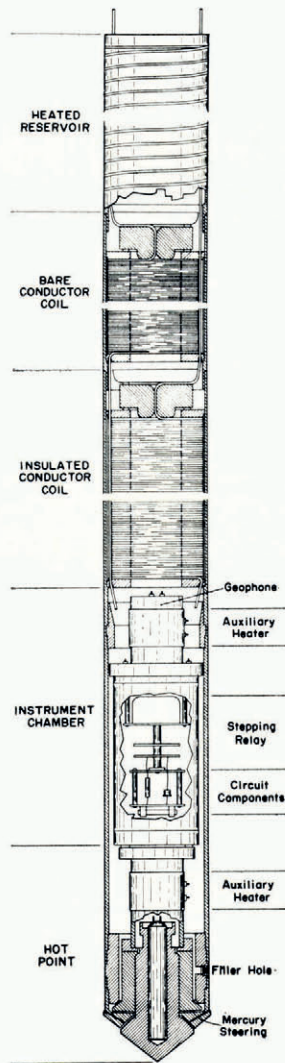 HEATED
RESERVOIR
BARE
CONDUCTOR
COIL
INSULATED
CONDUCTOR
COIL
Geophone
Auxiliary
Heater
INSTRUMENT
CHAMBER
Stepping
Relay
Circuit
Components
Auxiliary
Heater
HOT
POINT
Filler Hole
Mercury
Steering